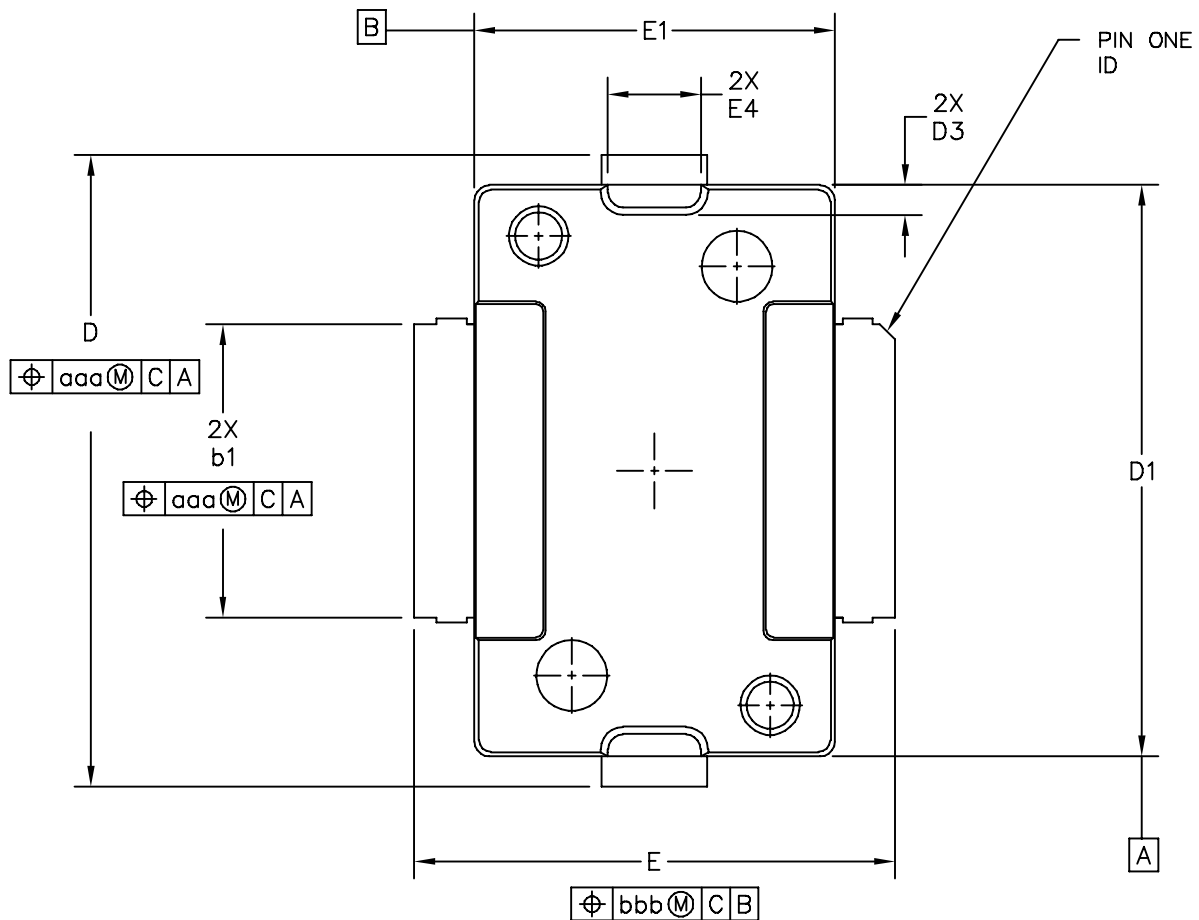 B
E1
PIN ONE
ID
2X
E4
2X
D3
D
⌖ aaa Ⓜ C A
2X
b1
⌖ aaa Ⓜ C A
D1
E
⌖ bbb Ⓜ C B
A